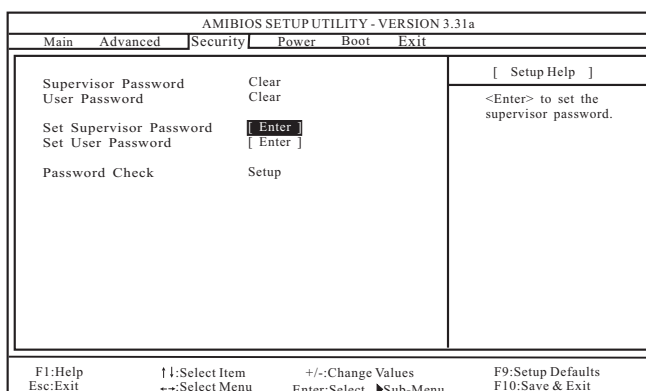 AMIBIOS SETUP UTILITY - VERSION 3.31a
Main Advanced Security Power Boot Exit
Supervisor Password Clear
User Password Clear
Set Supervisor Password [ Enter ]
Set User Password [ Enter ]
Password Check Setup
[ Setup Help ]
<Enter> to set the
supervisor password.
F1:Help ↑↓:Select Item +/-:Change Values F9:Setup Defaults
Esc:Exit ←→:Select Menu Enter:Select ▶Sub-Menu F10:Save & Exit